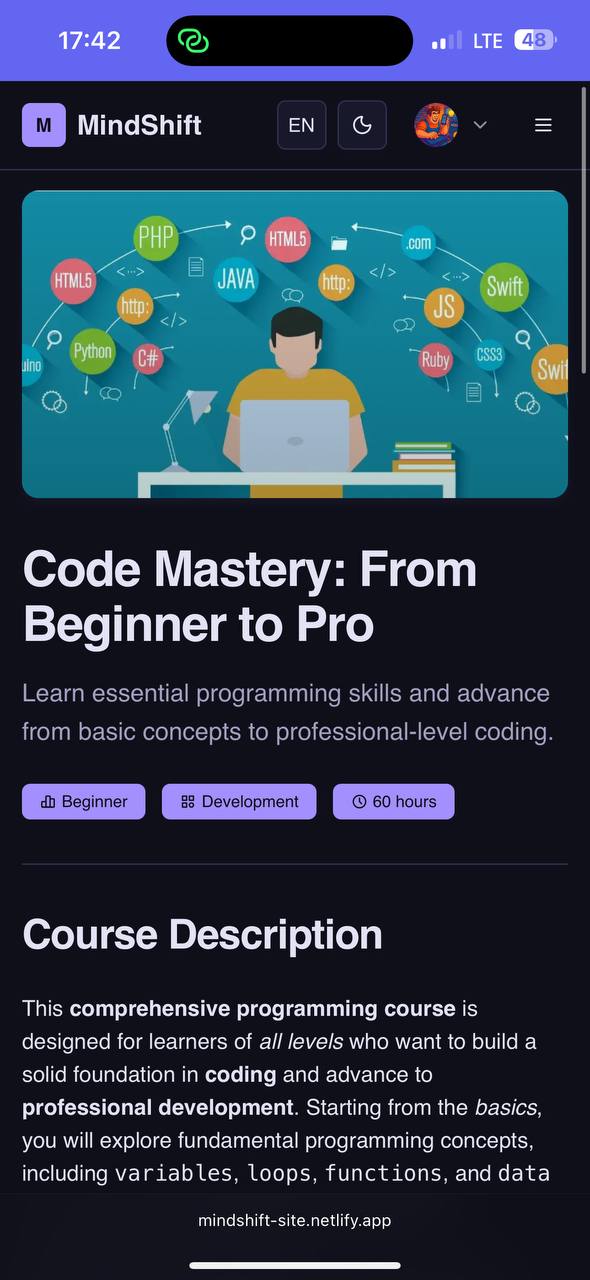 17:42
LTE
48
M
MindShift
EN
PHP
HTML5
.com
HTML5
JAVA
http:
Swift
http:
JS
uino
Python
C#
Ruby
CSS3
Swif
Code Mastery: From
Beginner to Pro
Learn essential programming skills and advance
from basic concepts to professional-level coding.
Beginner
Development
60 hours
Course Description
This comprehensive programming course is
designed for learners of all levels who want to build a
solid foundation in coding and advance to
professional development. Starting from the basics,
you will explore fundamental programming concepts,
including variables, loops, functions, and data
mindshift-site.netlify.app